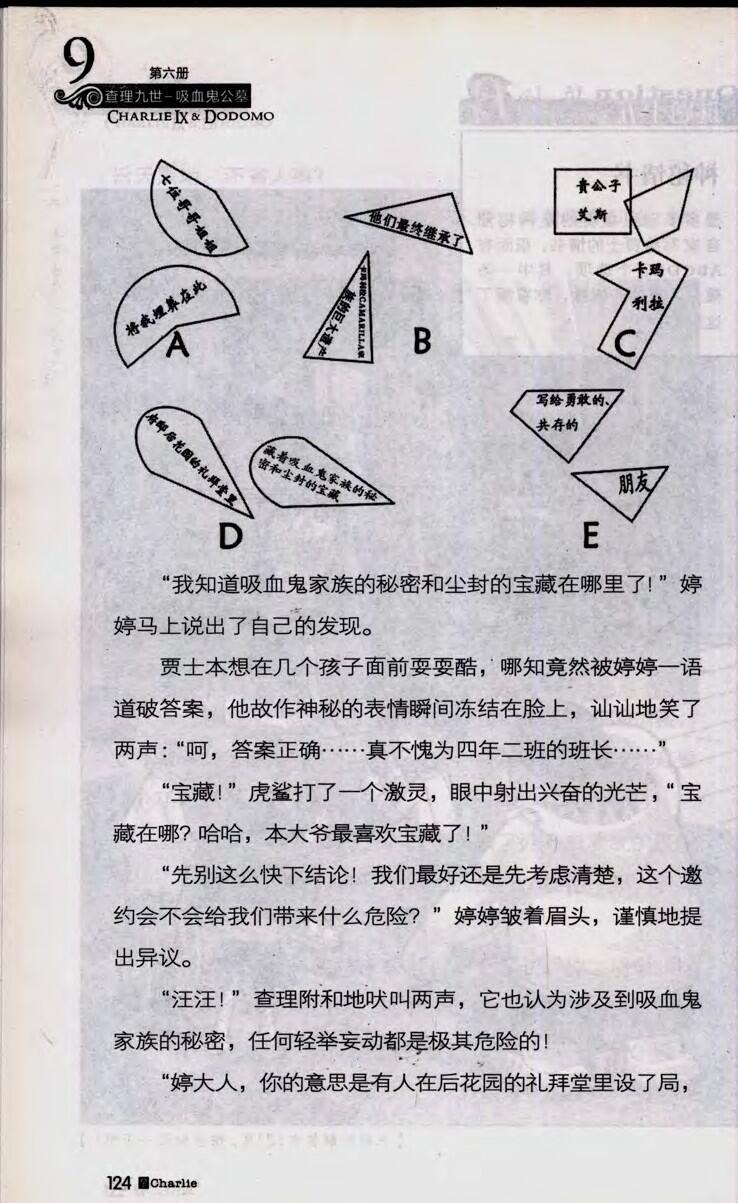 9
第六册
查理九世-吸血鬼公墓
CHARLIE IX & DODOMO
七位哥哥姐姐
将我埋葬在此
A
他们最终继承了
卡玛利拉CAMARILLA家
族的巨大遗产
B
贵公子
艾斯
卡玛
利拉
C
府邸后花园的礼拜堂里
藏着吸血鬼家族的秘
密和尘封的宝藏
D
写给勇敢的、
共存的
朋友
E
“我知道吸血鬼家族的秘密和尘封的宝藏在哪里了!”婷
婷马上说出了自己的发现。
贾士本想在几个孩子面前耍耍酷,哪知竟然被婷婷一语
道破答案,他故作神秘的表情瞬间冻结在脸上,讪讪地笑了
两声:“呵,答案正确……真不愧为四年二班的班长……”
“宝藏!”虎鲨打了一个激灵,眼中射出兴奋的光芒,“宝
藏在哪?哈哈,本大爷最喜欢宝藏了!”
“先别这么快下结论!我们最好还是先考虑清楚,这个邀
约会不会给我们带来什么危险?”婷婷皱着眉头,谨慎地提
出异议。
“汪汪!”查理附和地吠叫两声,它也认为涉及到吸血鬼
家族的秘密,任何轻举妄动都是极其危险的!
“婷大人,你的意思是有人在后花园的礼拜堂里设了局,
124 Charlie